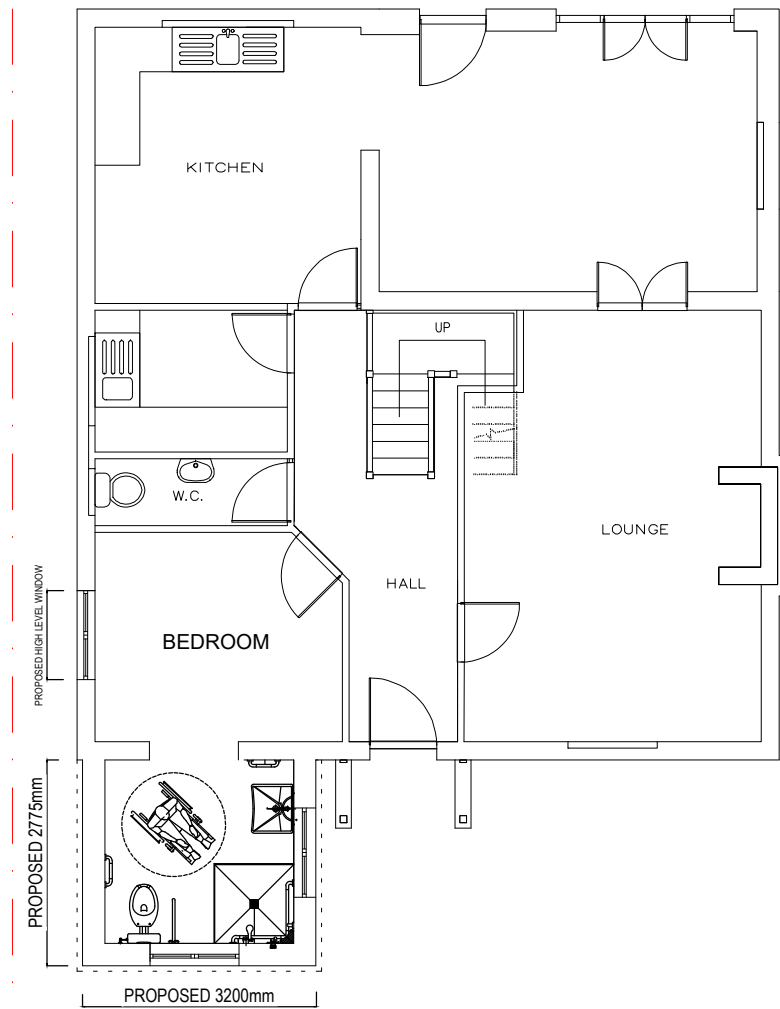 KITCHEN
UP
W.C.
LOUNGE
HALL
PROPOSED HIGH LEVEL WINDOW
BEDROOM
PROPOSED 2775mm
PROPOSED 3200mm